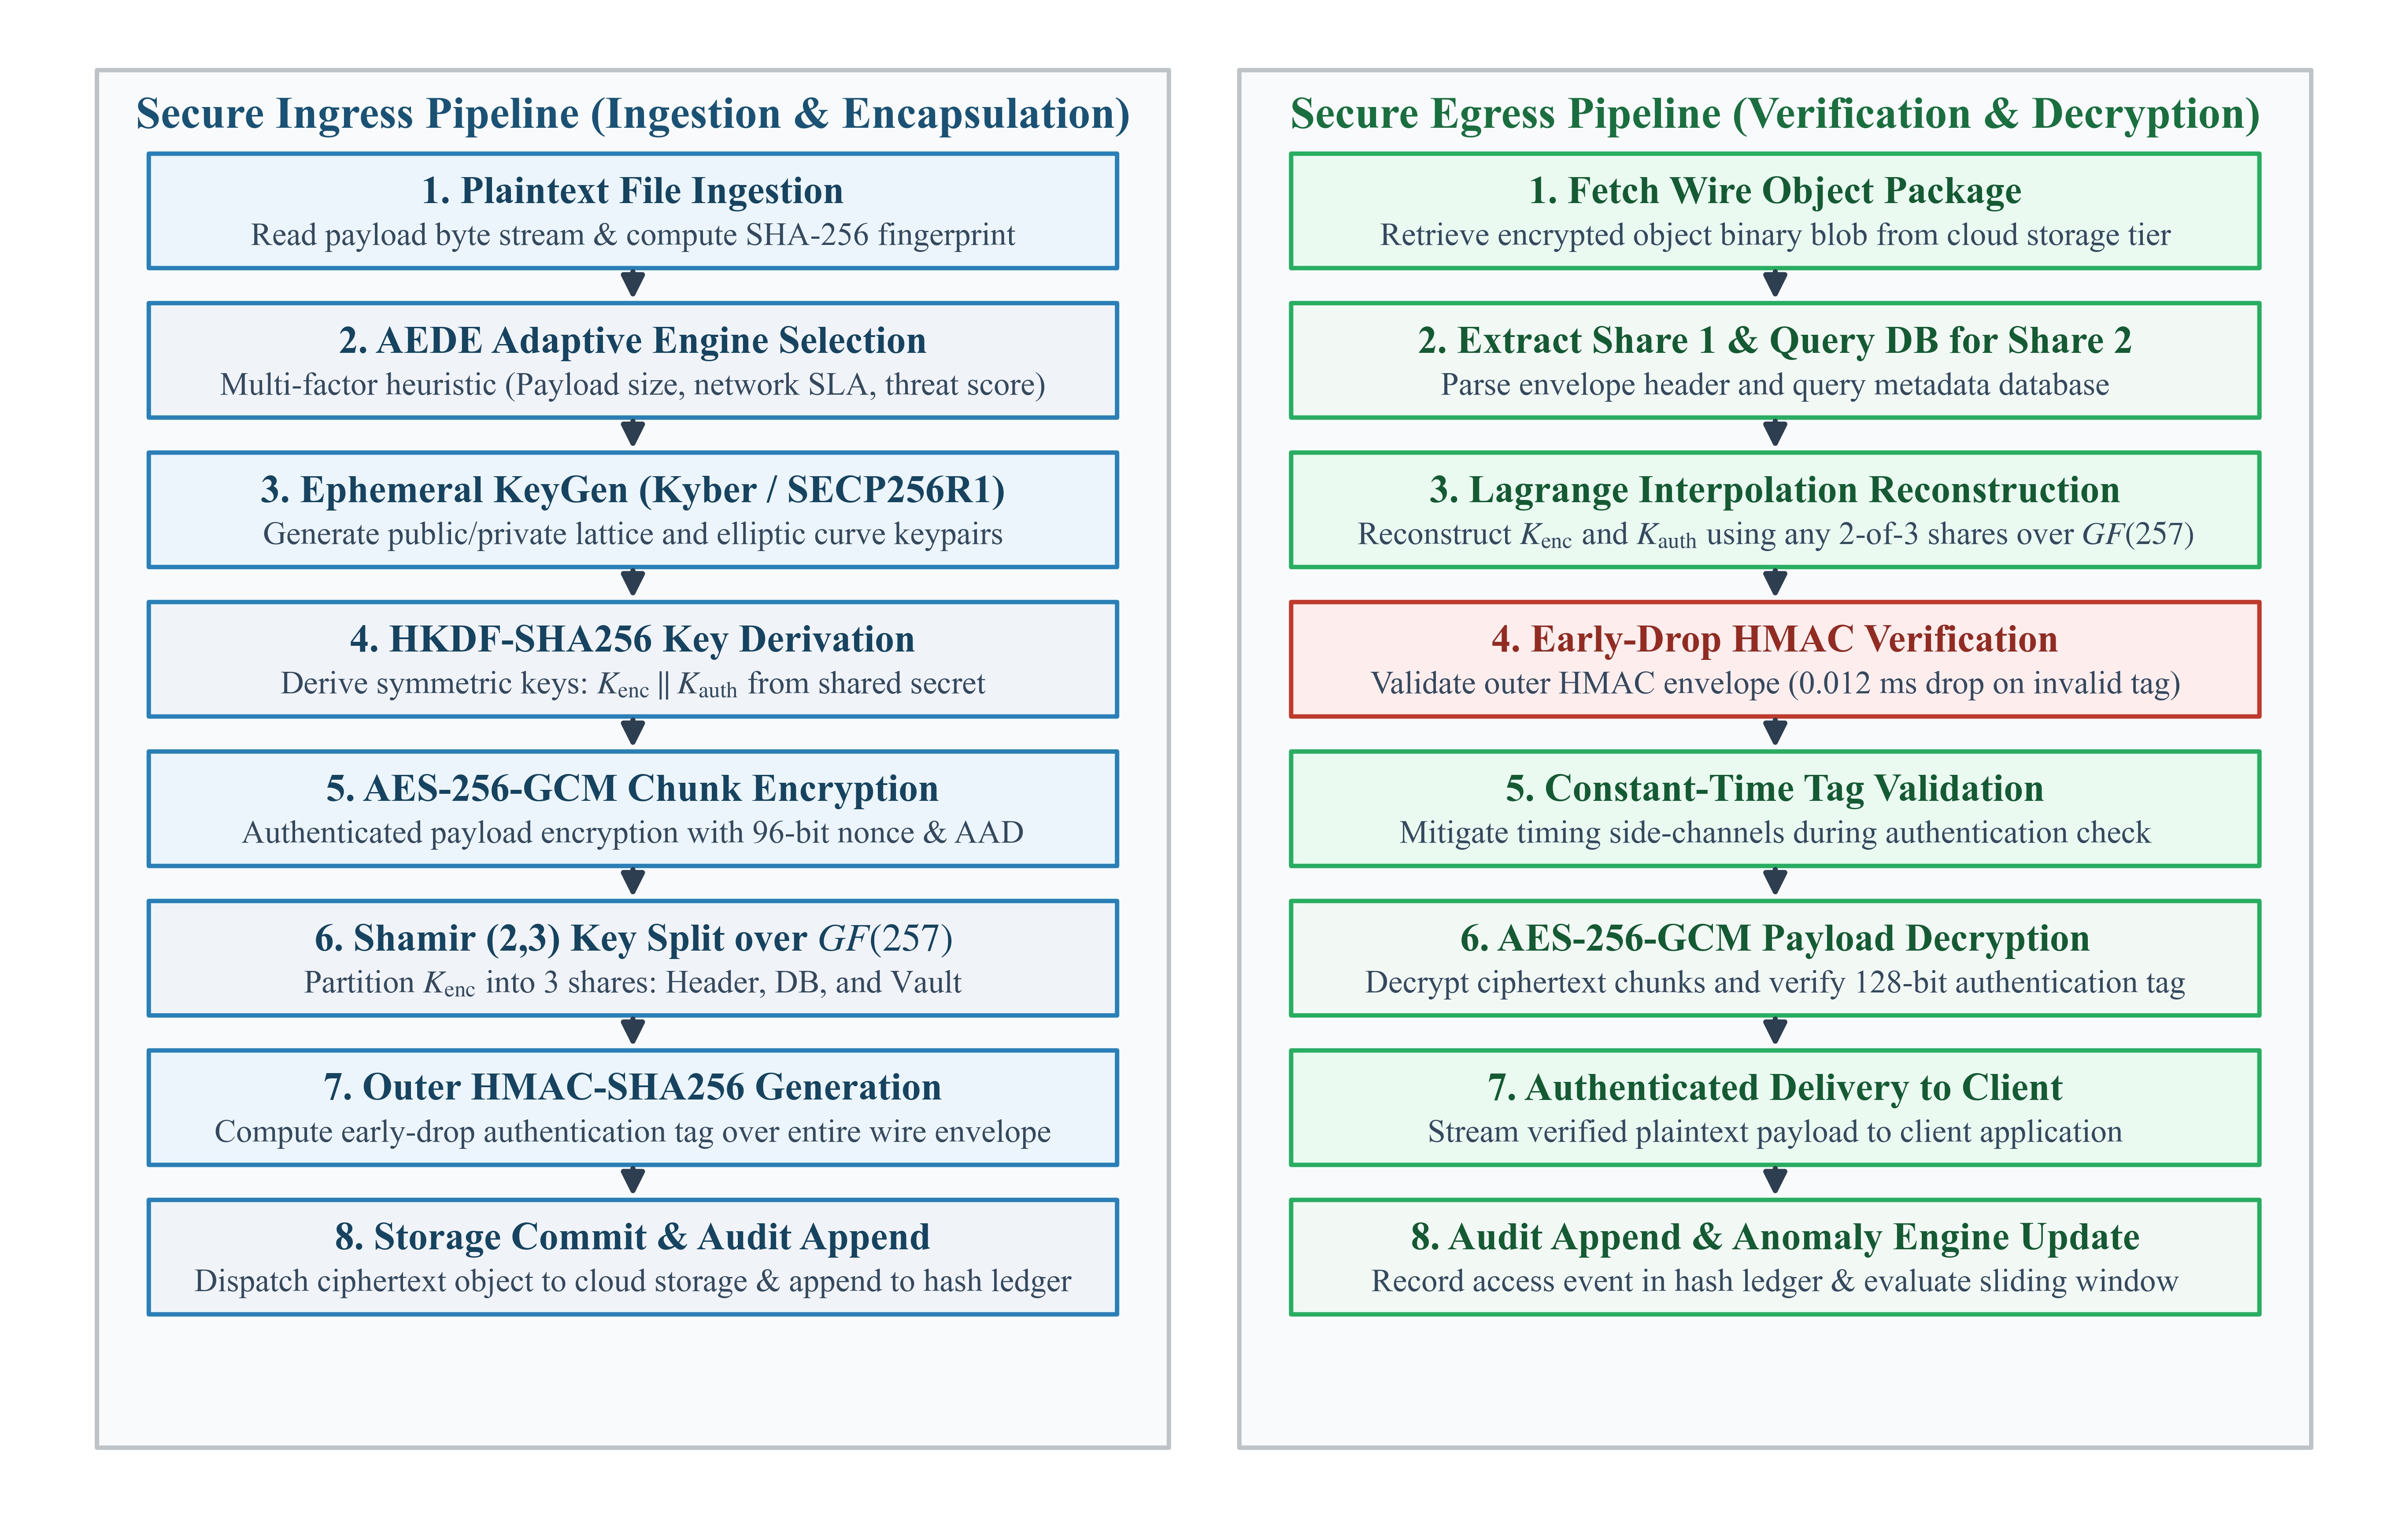 Secure Ingress Pipeline (Ingestion & Encapsulation)
1. Plaintext File Ingestion
Read payload byte stream & compute SHA-256 fingerprint
2. AEDE Adaptive Engine Selection
Multi-factor heuristic (Payload size, network SLA, threat score)
3. Ephemeral KeyGen (Kyber / SECP256R1)
Generate public/private lattice and elliptic curve keypairs
4. HKDF-SHA256 Key Derivation
Derive symmetric keys: K_enc ∥ K_auth from shared secret
5. AES-256-GCM Chunk Encryption
Authenticated payload encryption with 96-bit nonce & AAD
6. Shamir (2,3) Key Split over GF(257)
Partition K_enc into 3 shares: Header, DB, and Vault
7. Outer HMAC-SHA256 Generation
Compute early-drop authentication tag over entire wire envelope
8. Storage Commit & Audit Append
Dispatch ciphertext object to cloud storage & append to hash ledger
Secure Egress Pipeline (Verification & Decryption)
1. Fetch Wire Object Package
Retrieve encrypted object binary blob from cloud storage tier
2. Extract Share 1 & Query DB for Share 2
Parse envelope header and query metadata database
3. Lagrange Interpolation Reconstruction
Reconstruct K_enc and K_auth using any 2-of-3 shares over GF(257)
4. Early-Drop HMAC Verification
Validate outer HMAC envelope (0.012 ms drop on invalid tag)
5. Constant-Time Tag Validation
Mitigate timing side-channels during authentication check
6. AES-256-GCM Payload Decryption
Decrypt ciphertext chunks and verify 128-bit authentication tag
7. Authenticated Delivery to Client
Stream verified plaintext payload to client application
8. Audit Append & Anomaly Engine Update
Record access event in hash ledger & evaluate sliding window